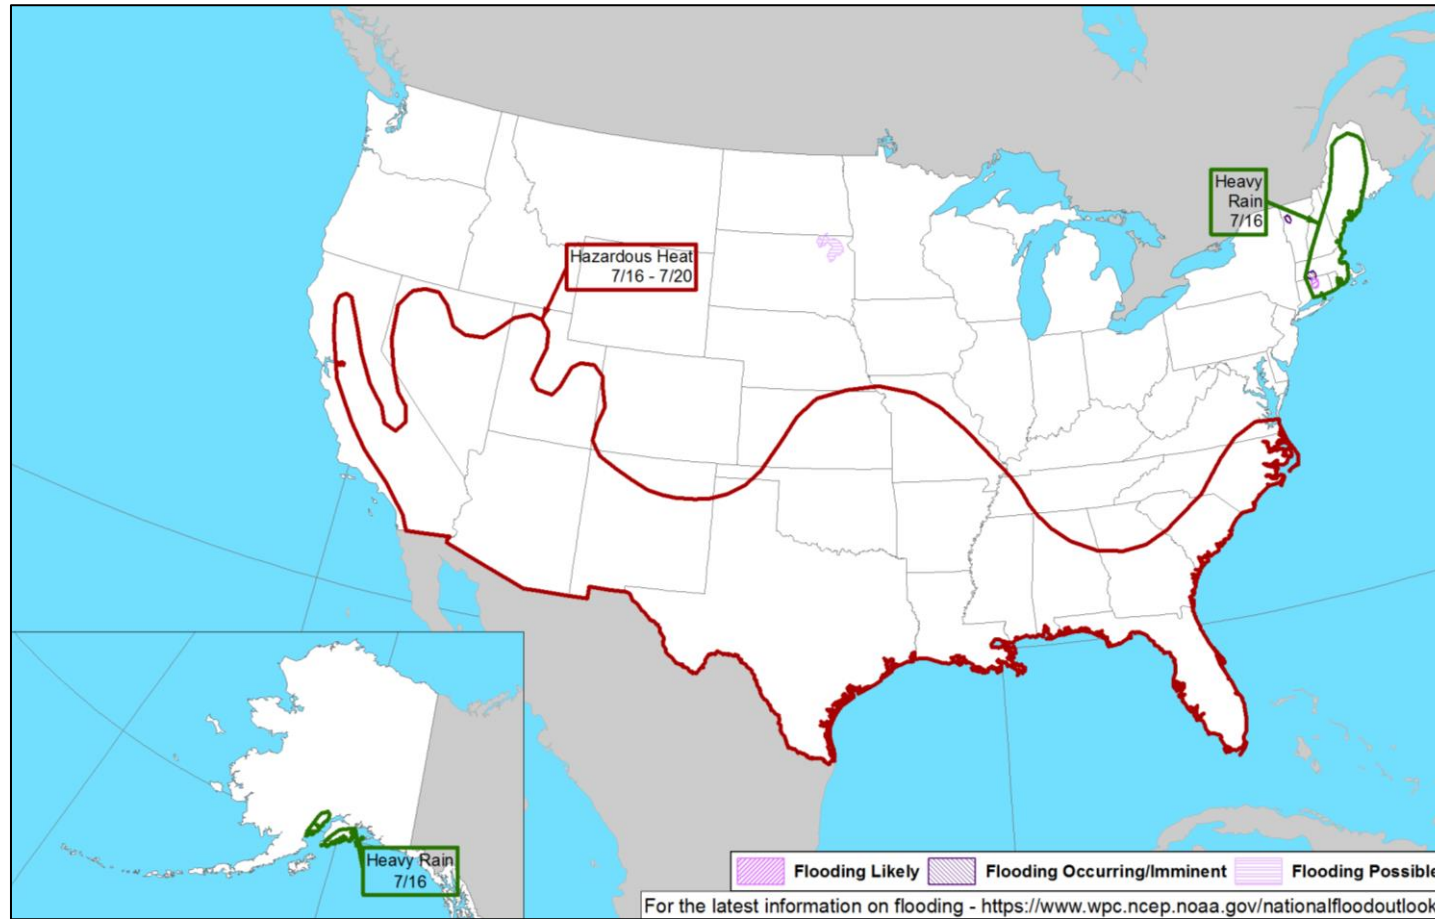 Heavy
Rain
7/16
Hazardous Heat
7/16 - 7/20
Heavy Rain
7/16
Flooding Likely
Flooding Occurring/Imminent
Flooding Possible
For the latest information on flooding - https://www.wpc.ncep.noaa.gov/nationalfloodoutlook